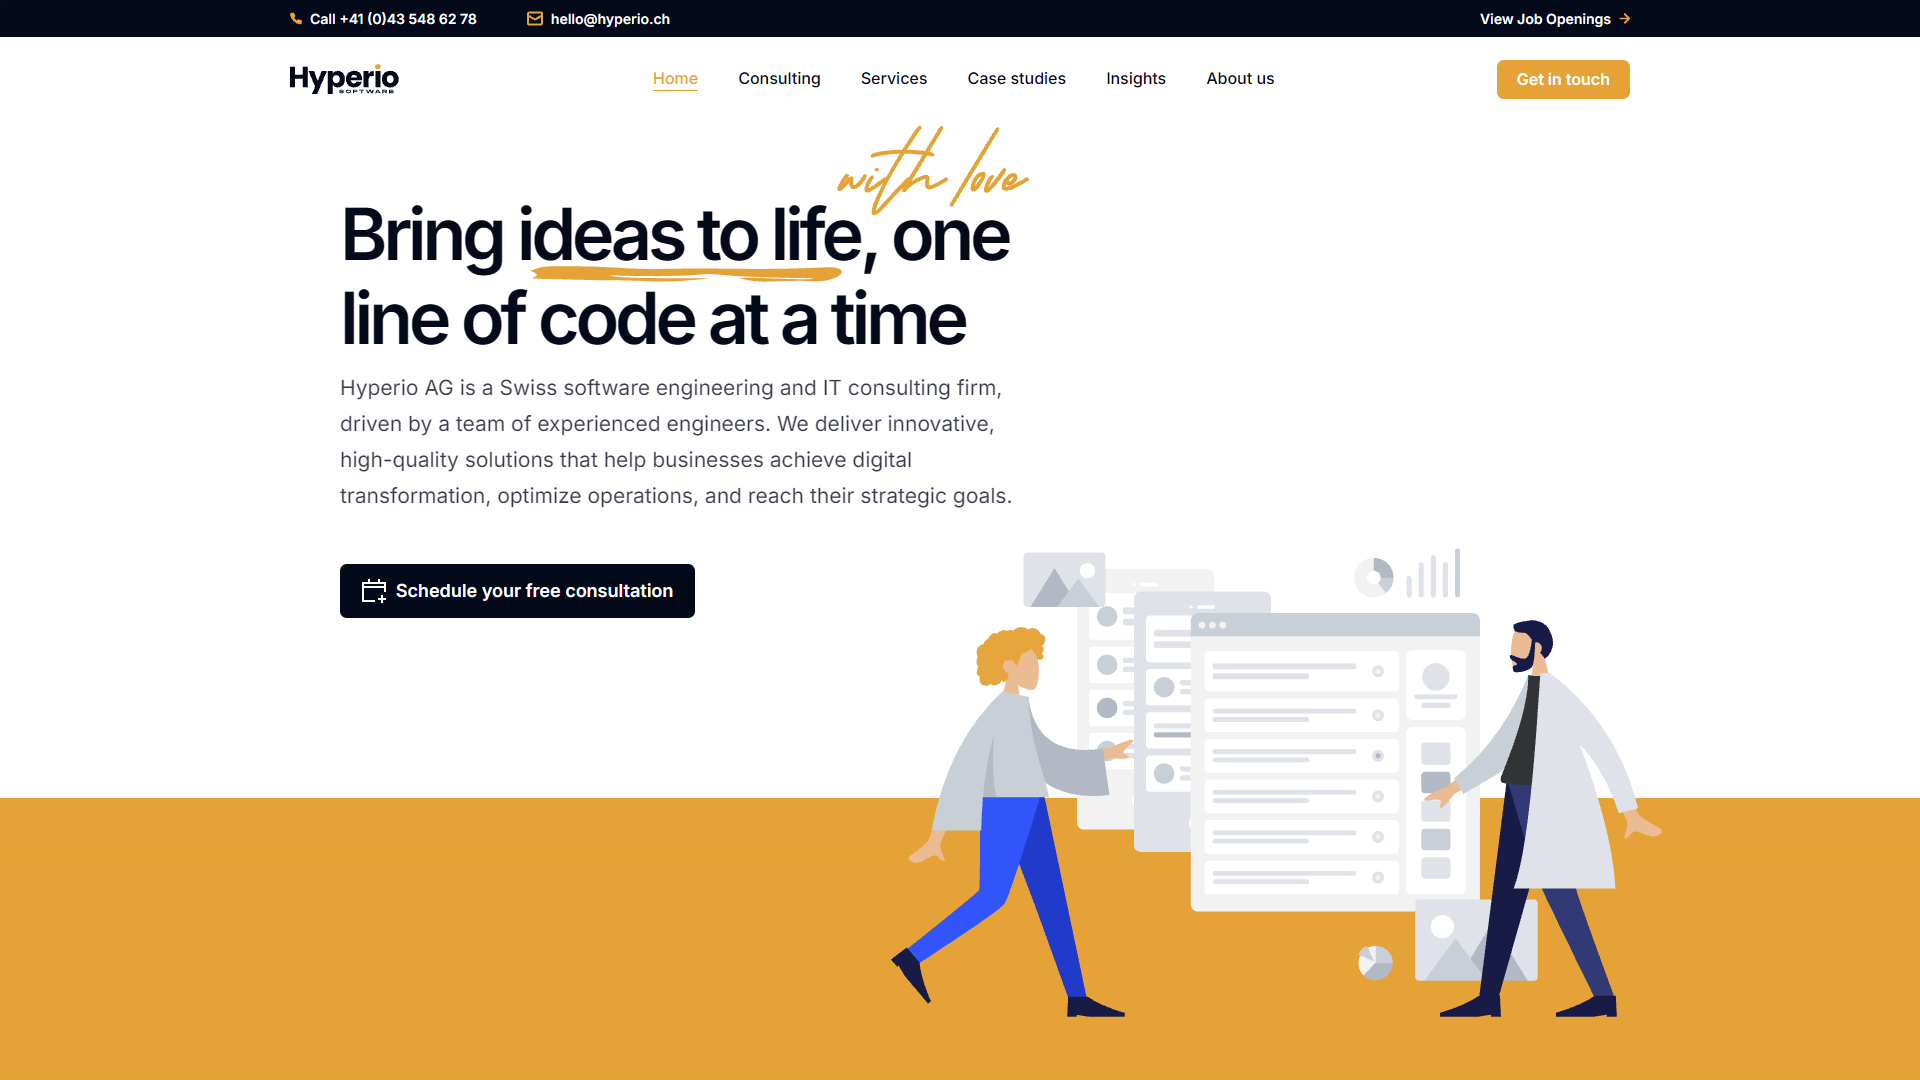 Call +41 (0)43 548 62 78
hello@hyperio.ch
View Job Openings
Hyperio
SOFTWARE
Home
Consulting
Services
Case studies
Insights
About us
Get in touch
with love
Bring ideas to life, one
line of code at a time
Hyperio AG is a Swiss software engineering and IT consulting firm,
driven by a team of experienced engineers. We deliver innovative,
high-quality solutions that help businesses achieve digital
transformation, optimize operations, and reach their strategic goals.
Schedule your free consultation